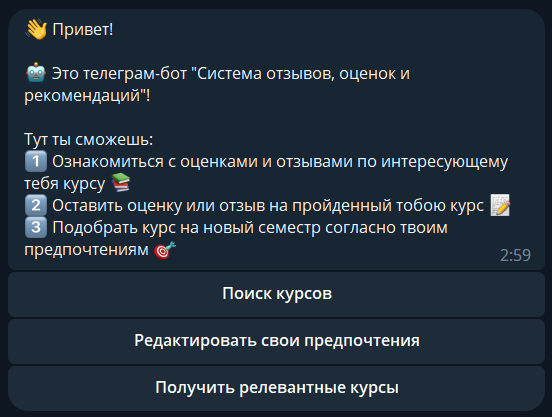 👋 Привет!
🤖 Это телеграм-бот "Система отзывов, оценок и
рекомендаций"!
Тут ты сможешь:
1️⃣ Ознакомиться с оценками и отзывами по интересующему
тебя курсу 📚
2️⃣ Оставить оценку или отзыв на пройденный тобою курс 📝
3️⃣ Подобрать курс на новый семестр согласно твоим
предпочтениям 🎯
2:59
Поиск курсов
Редактировать свои предпочтения
Получить релевантные курсы